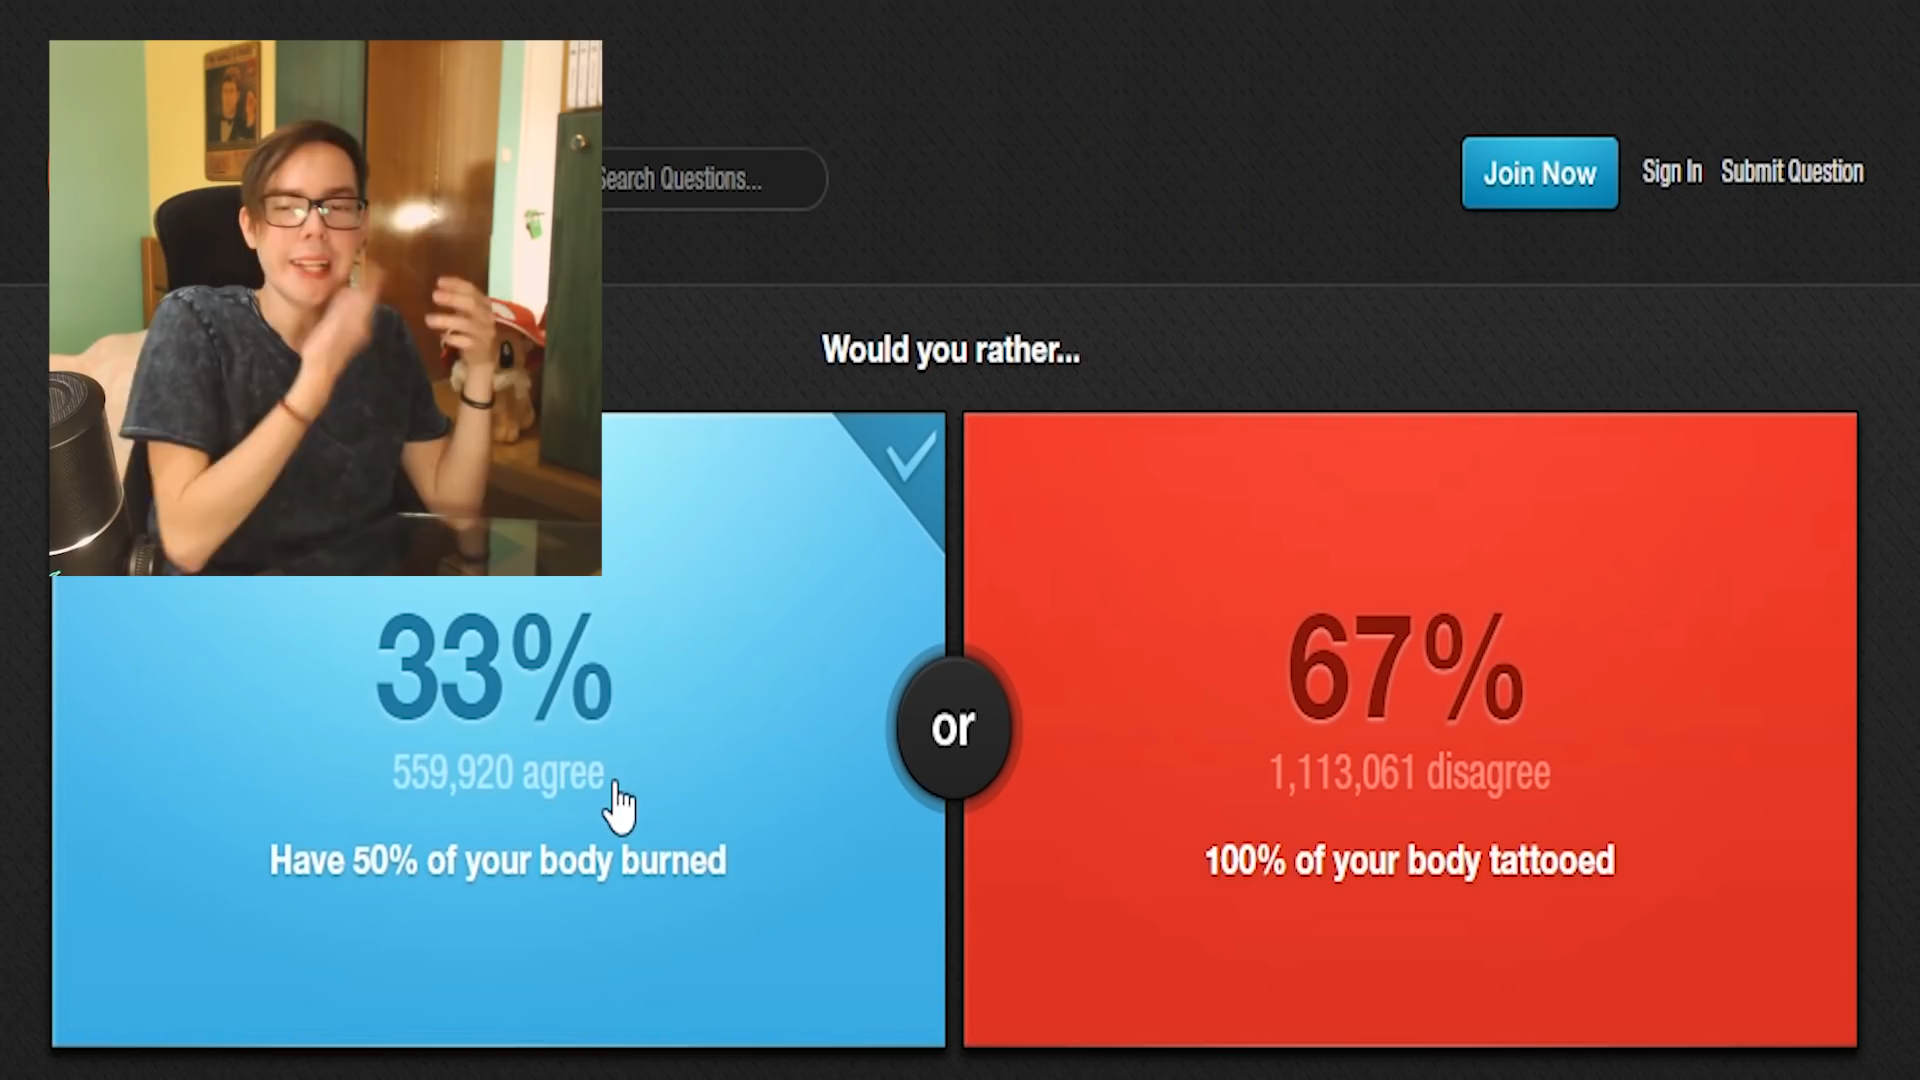 Search Questions...
Join Now
Sign In
Submit Question
Would you rather...
33%
559,920 agree
Have 50% of your body burned
or
67%
1,113,061 disagree
100% of your body tattooed